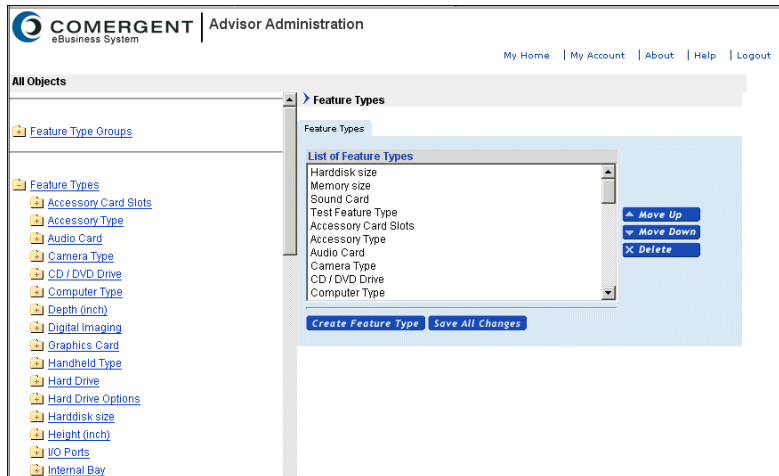 COMERGENT
eBusiness System
Advisor Administration
My Home | My Account | About | Help | Logout
All Objects
Feature Type Groups
Feature Types
Accessory Card Slots
Accessory Type
Audio Card
Camera Type
CD / DVD Drive
Computer Type
Depth (inch)
Digital Imaging
Graphics Card
Handheld Type
Hard Drive
Hard Drive Options
Harddisk size
Height (inch)
I/O Ports
Internal Bay
Feature Types
Feature Types
List of Feature Types
Harddisk size
Memory size
Sound Card
Test Feature Type
Accessory Card Slots
Accessory Type
Audio Card
Camera Type
CD / DVD Drive
Computer Type
Move Up
Move Down
Delete
Create Feature Type
Save All Changes